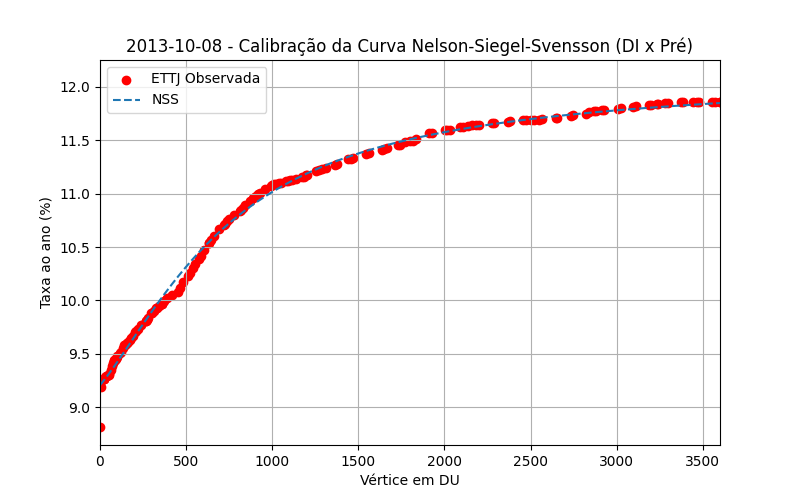 2013-10-08 - Calibração da Curva Nelson-Siegel-Svensson (DI x Pré)
ETTJ Observada
NSS
Taxa ao ano (%)
12.0
11.5
11.0
10.5
10.0
9.5
9.0
0 500 1000 1500 2000 2500 3000 3500
Vértice em DU